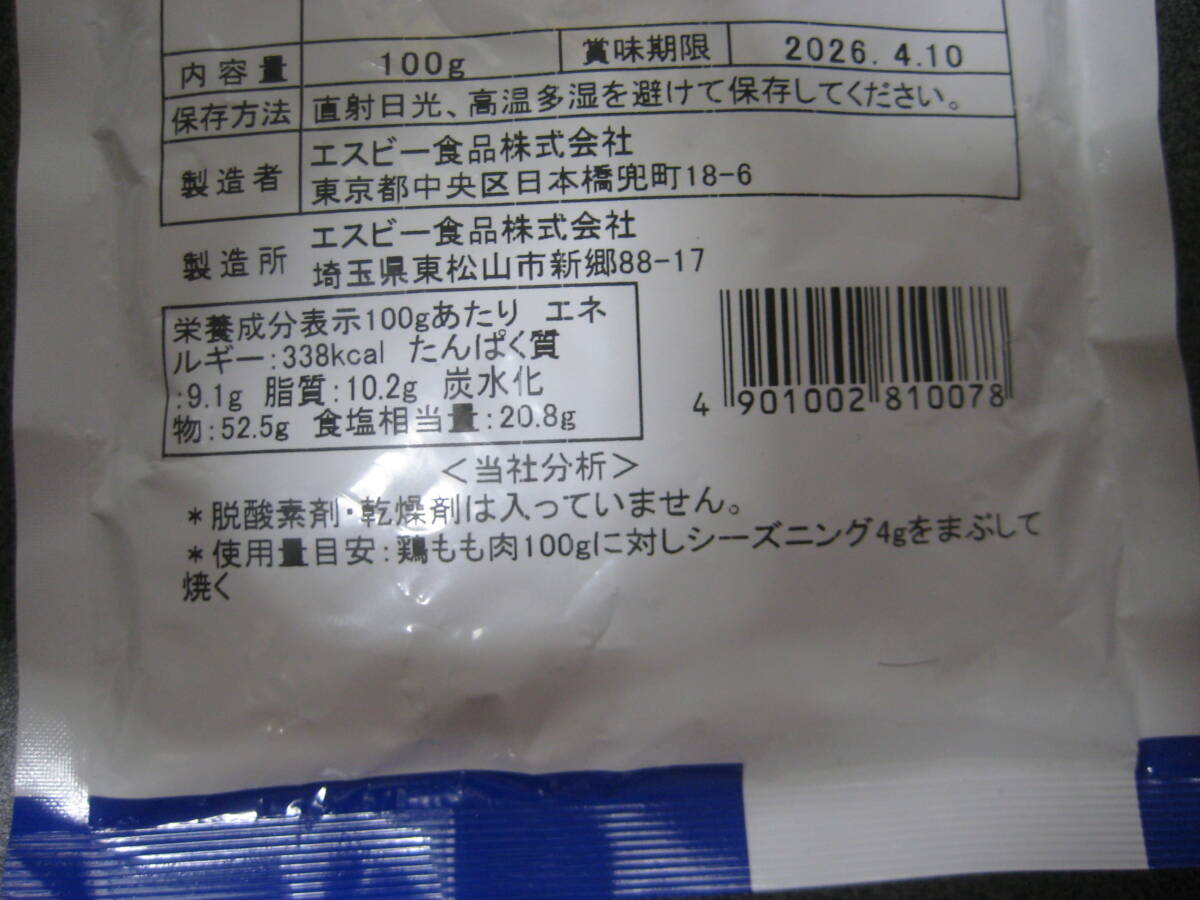 内容量 100g 賞味期限 2026. 4.10
保存方法 直射日光、高温多湿を避けて保存してください。
製造者 エスビー食品株式会社
東京都中央区日本橋兜町18-6
製造所 エスビー食品株式会社
埼玉県東松山市新郷88-17
栄養成分表示100gあたり エネ
ルギー:338kcal たんぱく質
:9.1g 脂質:10.2g 炭水化
物:52.5g 食塩相当量:20.8g
4 901002 810078
＜当社分析＞
*脱酸素剤・乾燥剤は入っていません。
*使用量目安:鶏もも肉100gに対しシーズニング4gをまぶして
焼く